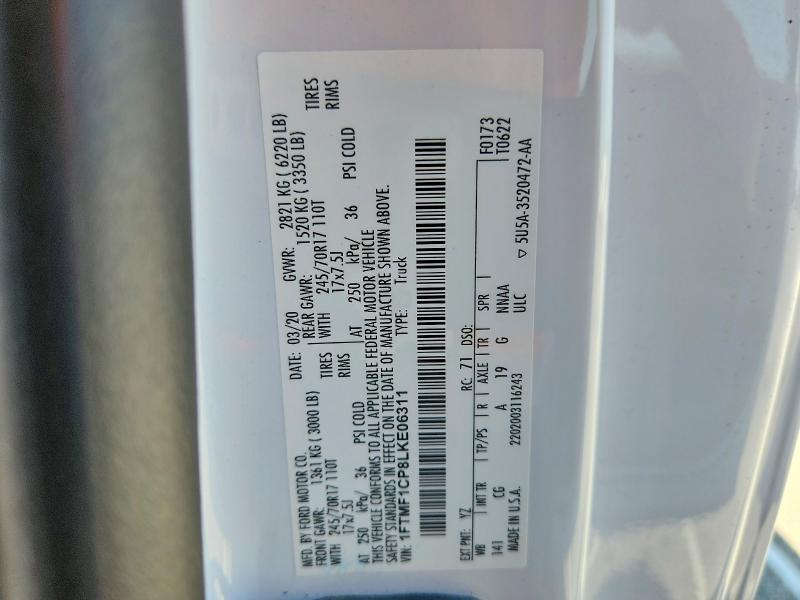 MFD. BY FORD MOTOR CO.
DATE: 03/20 GVWR: 2821 KG ( 6220 LB)
FRONT GAWR: 1361 KG ( 3000 LB) REAR GAWR: 1520 KG ( 3350 LB)
WITH 245/70R17 110T TIRES WITH 245/70R17 110T TIRES
17x7.5J RIMS 17x7.5J RIMS
AT 250 kPa/ 36 PSI COLD AT 250 kPa/ 36 PSI COLD
THIS VEHICLE CONFORMS TO ALL APPLICABLE FEDERAL MOTOR VEHICLE
SAFETY STANDARDS IN EFFECT ON THE DATE OF MANUFACTURE SHOWN ABOVE.
VIN: 1FTMF1CP8LKE06311 TYPE: Truck
EXT PNT: YZ RC: 71 DSO: F0173
WB INT TR TP/PS R AXLE TR SPR T0622
141 CG A 19 G NNAA
MADE IN U.S.A. 2202003116243 ULC ▽ 5U5A-3520472-AA